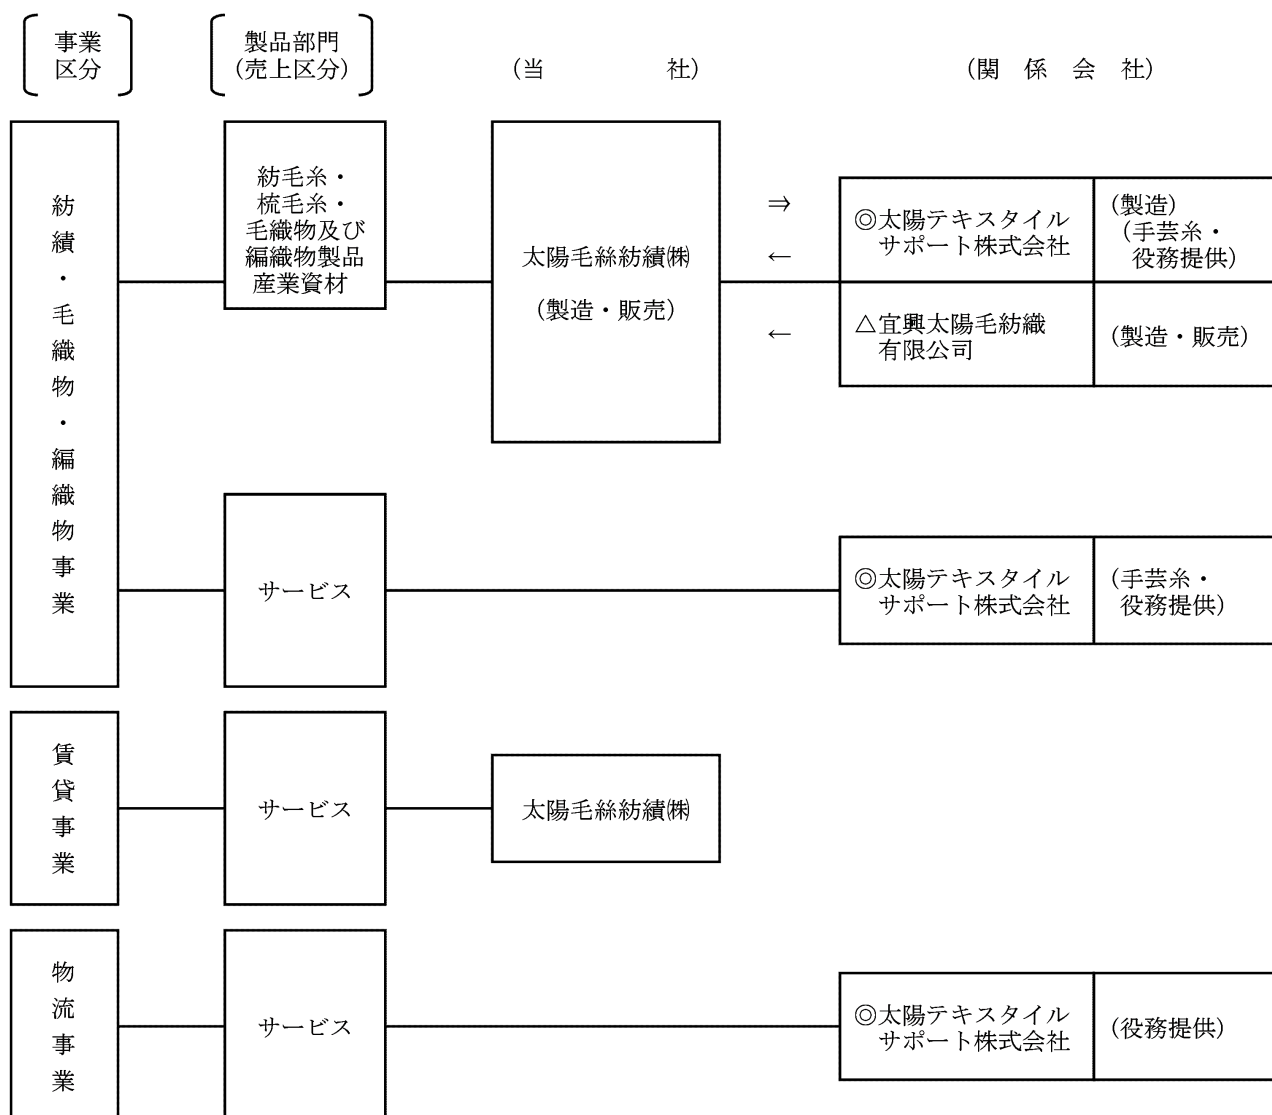 事業
区分
製品部門
(売上区分)
(当　　　　　社)
(関　係　会　社)
紡績・毛織物・編織物事業
紡毛糸・
梳毛糸・
毛織物及び
編織物製品
産業資材
太陽毛絲紡績㈱
(製造・販売)
⇒
←
←
◎太陽テキスタイル
サポート株式会社
(製造)
(手芸糸・
役務提供)
△宜興太陽毛紡織
有限公司
(製造・販売)
サービス
◎太陽テキスタイル
サポート株式会社
(手芸糸・
役務提供)
賃貸事業
サービス
太陽毛絲紡績㈱
物流事業
サービス
◎太陽テキスタイル
サポート株式会社
(役務提供)